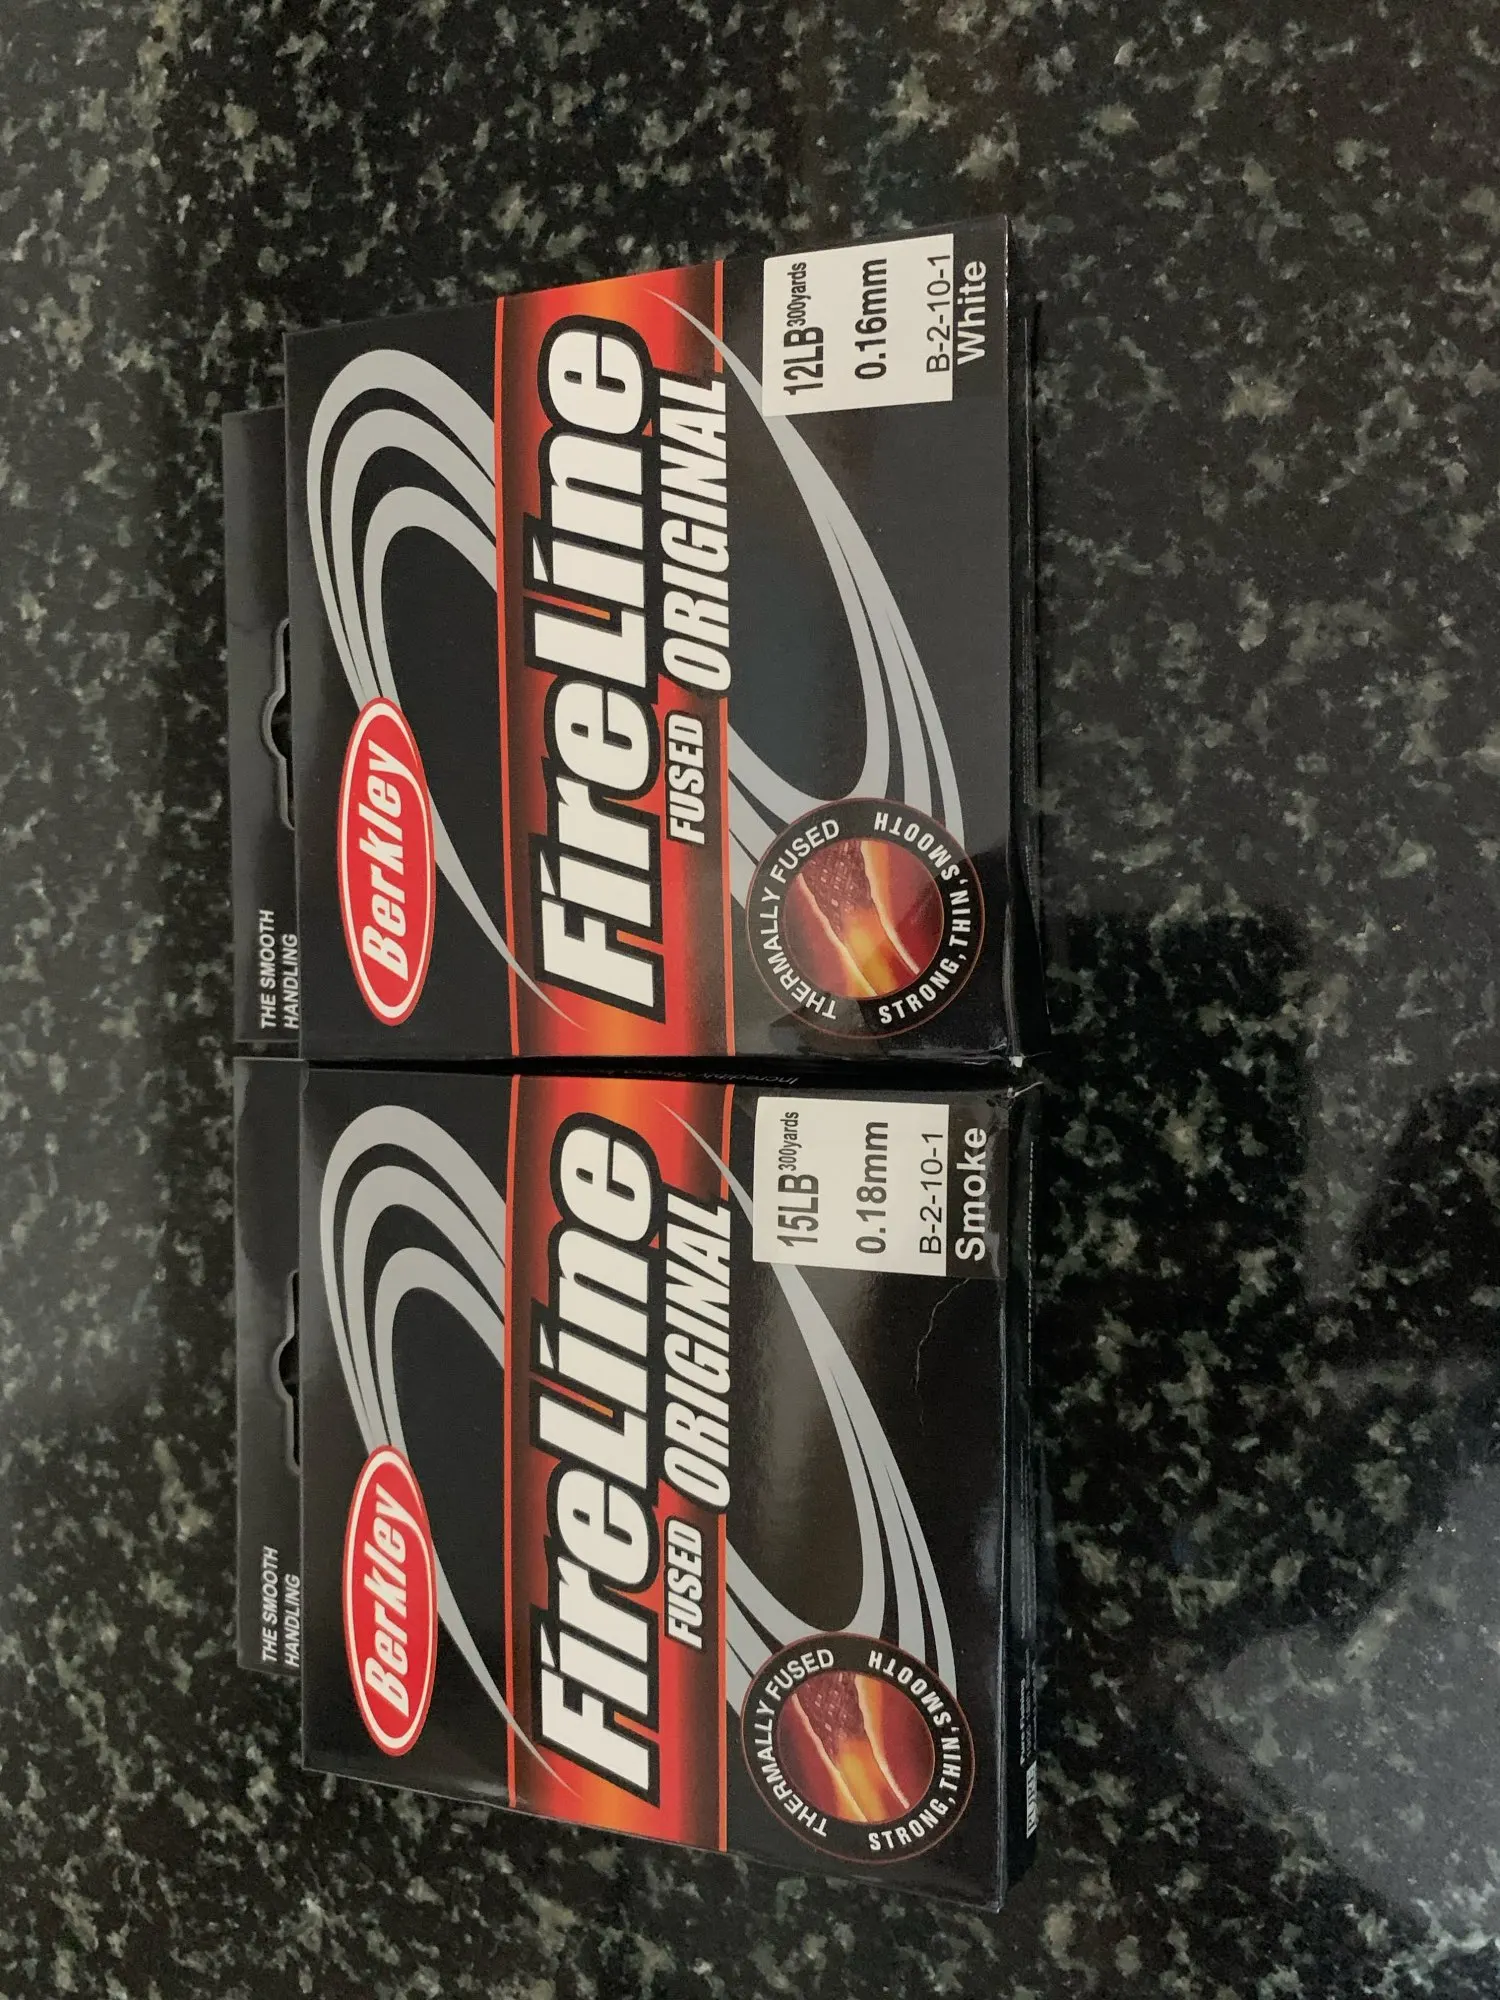 THE SMOOTH
HANDLING
Berkley
FireLine
FUSED ORIGINAL
THERMALLY FUSED
STRONG, THIN, SMOOTH
15LB 300yards
0.18mm
B-2-10-1
Smoke
THE SMOOTH
HANDLING
Berkley
FireLine
FUSED ORIGINAL
THERMALLY FUSED
STRONG, THIN, SMOOTH
12LB 300yards
0.16mm
B-2-10-1
White